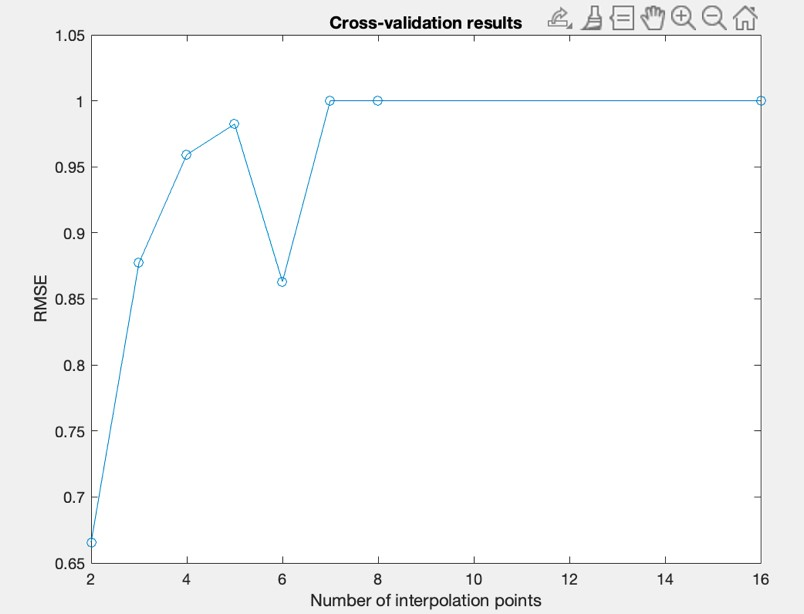 Cross-validation results
1.05
1
0.95
0.9
0.85
0.8
0.75
0.7
0.65
RMSE
2 4 6 8 10 12 14 16
Number of interpolation points